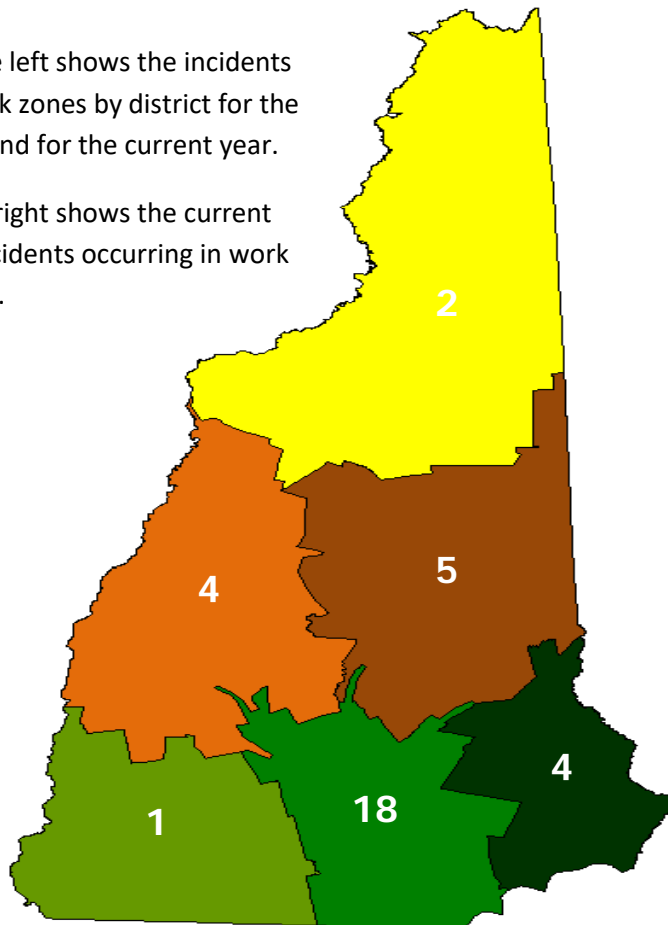 e left shows the incidents
k zones by district for the
nd for the current year.
right shows the current
cidents occurring in work
.
2
5
4
4
18
1